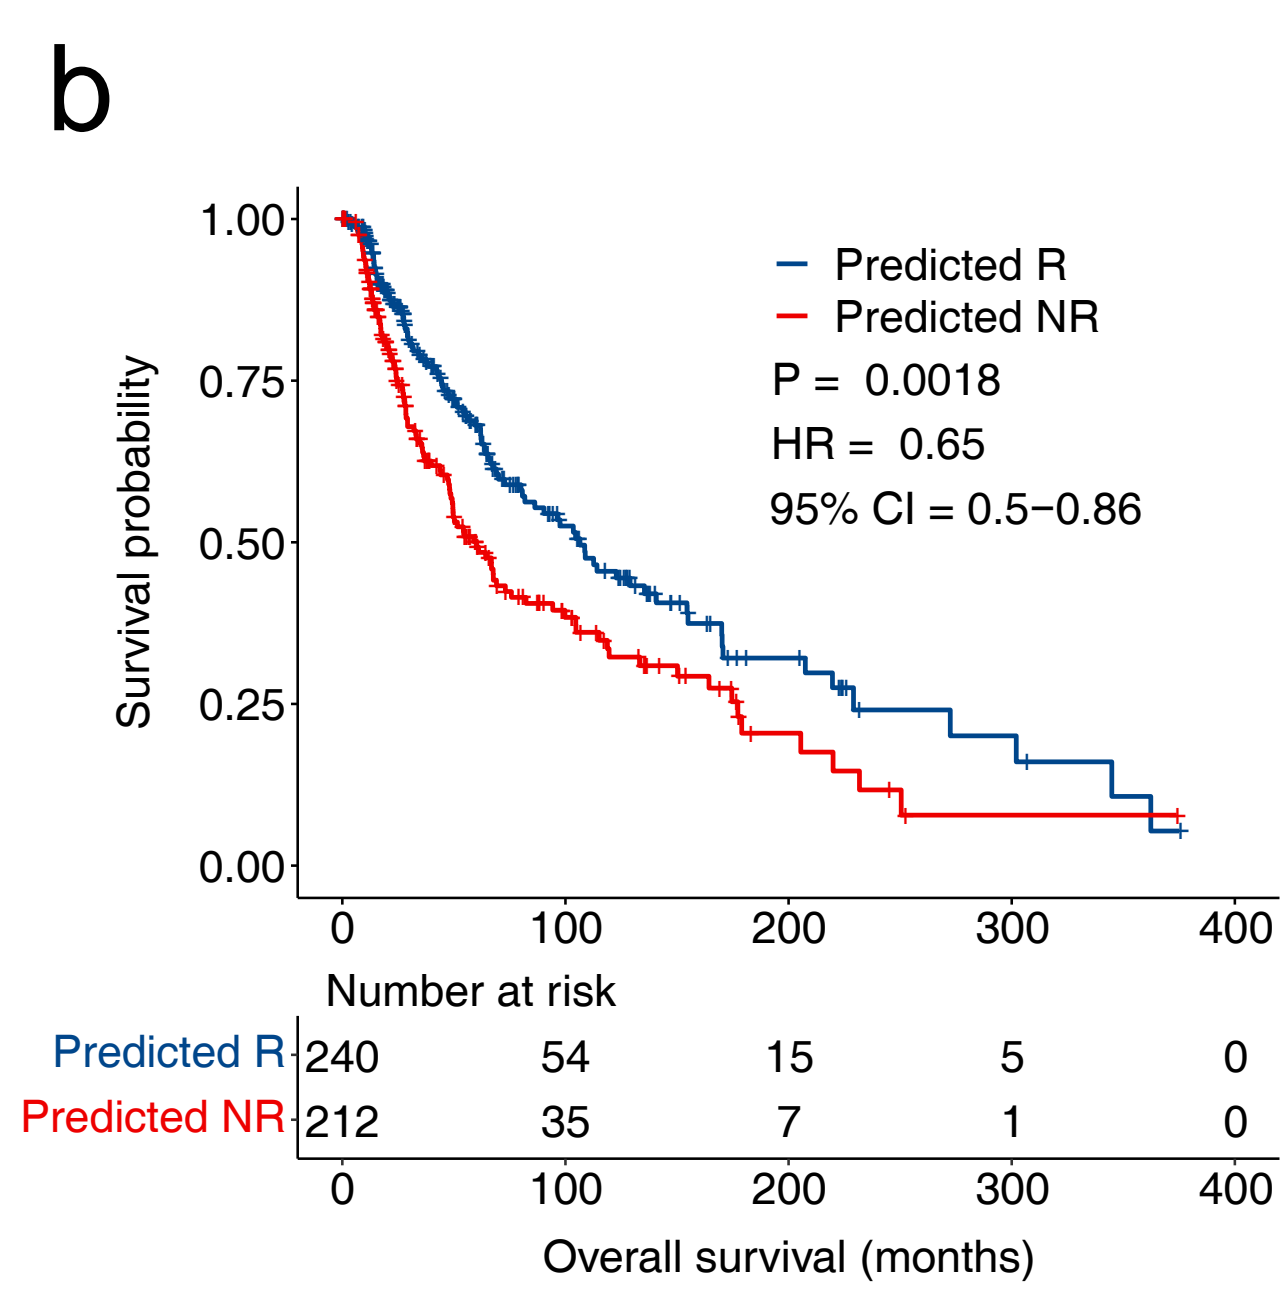 b
Survival probability
1.00
0.75
0.50
0.25
0.00
Predicted R
Predicted NR
P = 0.0018
HR = 0.65
95% CI = 0.5−0.86
0 100 200 300 400
Number at risk
Predicted R 240 54 15 5 0
Predicted NR 212 35 7 1 0
0 100 200 300 400
Overall survival (months)